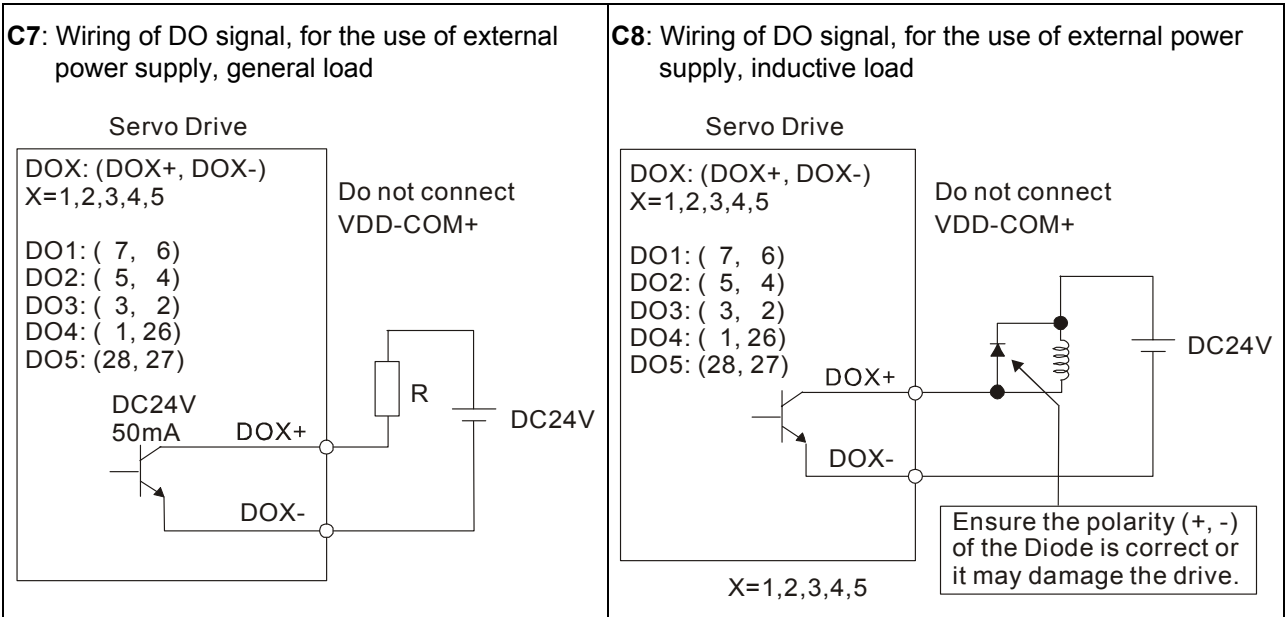 C7: Wiring of DO signal, for the use of external
power supply, general load
Servo Drive
DOX: (DOX+, DOX-)
X=1,2,3,4,5
Do not connect
VDD-COM+
DO1: ( 7, 6)
DO2: ( 5, 4)
DO3: ( 3, 2)
DO4: ( 1, 26)
DO5: (28, 27)
DC24V
50mA
DOX+
R
DC24V
DOX-
C8: Wiring of DO signal, for the use of external power
supply, inductive load
Servo Drive
DOX: (DOX+, DOX-)
X=1,2,3,4,5
Do not connect
VDD-COM+
DO1: ( 7, 6)
DO2: ( 5, 4)
DO3: ( 3, 2)
DO4: ( 1, 26)
DO5: (28, 27)
DC24V
DOX+
DOX-
Ensure the polarity (+, -)
of the Diode is correct or
it may damage the drive.
X=1,2,3,4,5